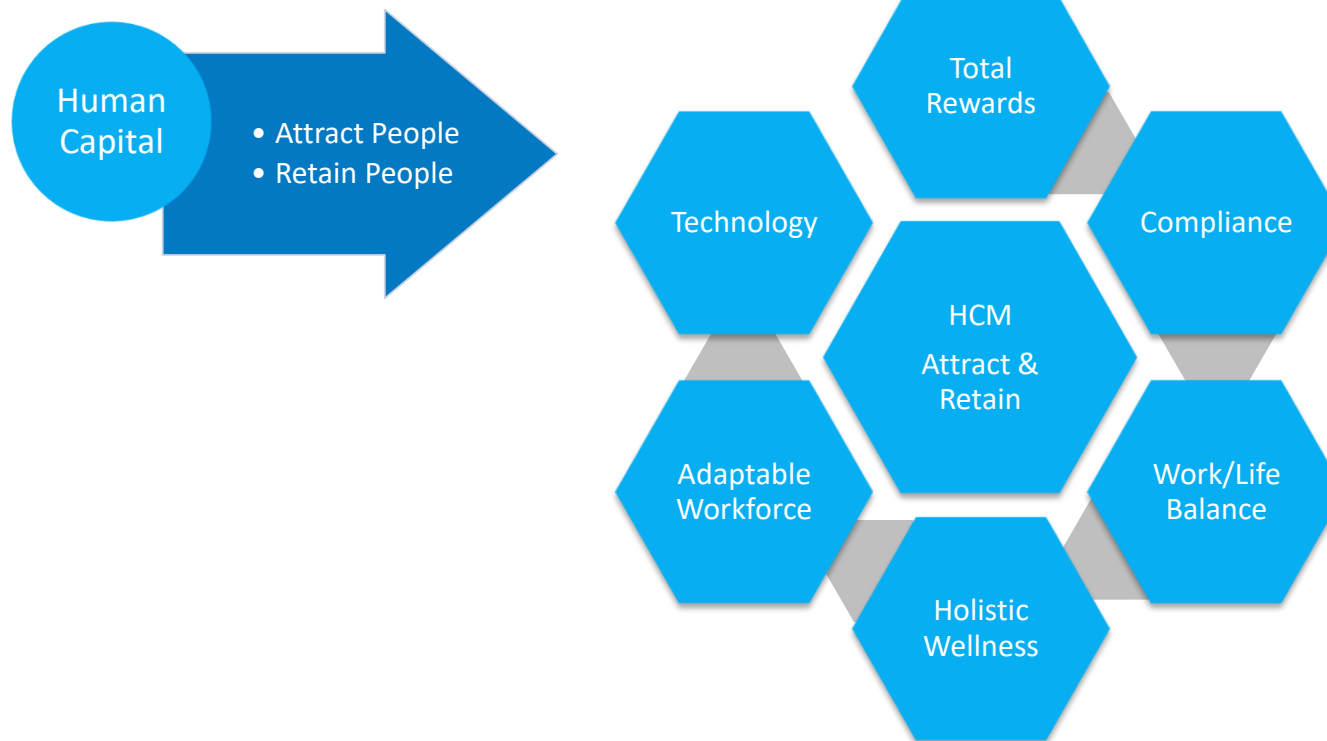 Human
Capital
• Attract People
• Retain People
Total
Rewards
Technology
Compliance
HCM
Attract &
Retain
Adaptable
Workforce
Work/Life
Balance
Holistic
Wellness